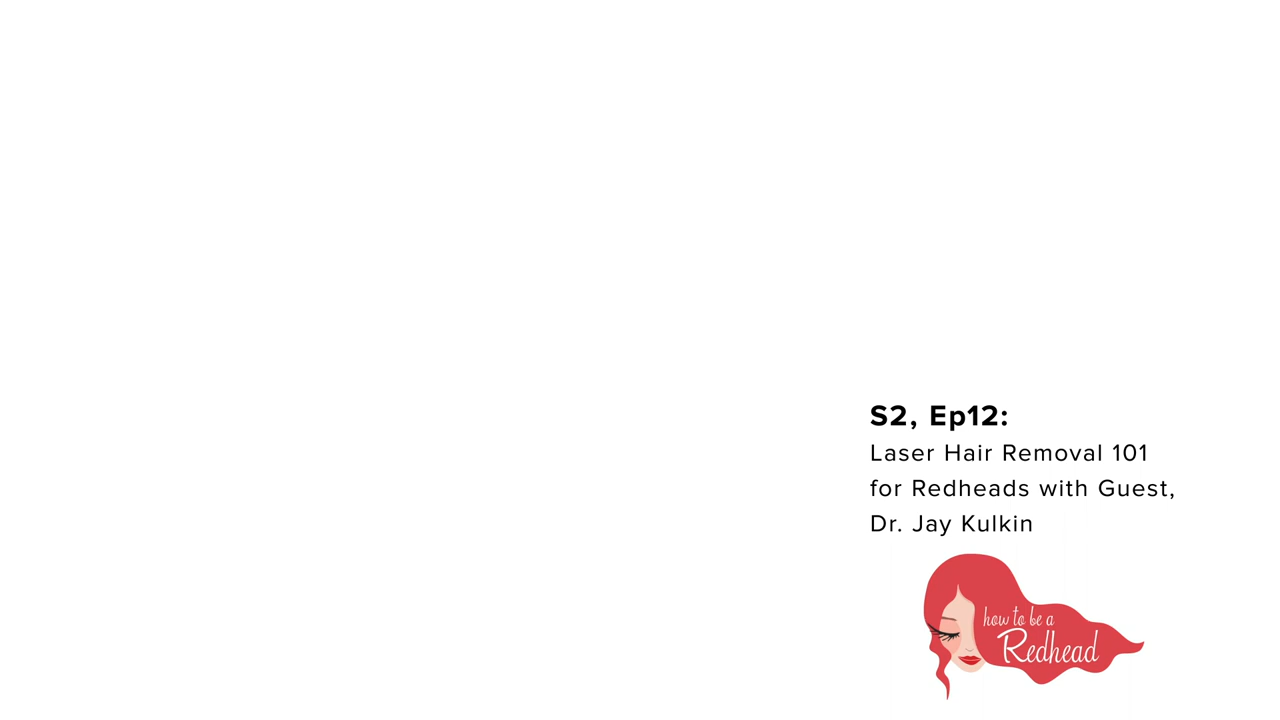 S2, Ep12:
Laser Hair Removal 101
for Redheads with Guest,
Dr. Jay Kulkin
how to be a
Redhead